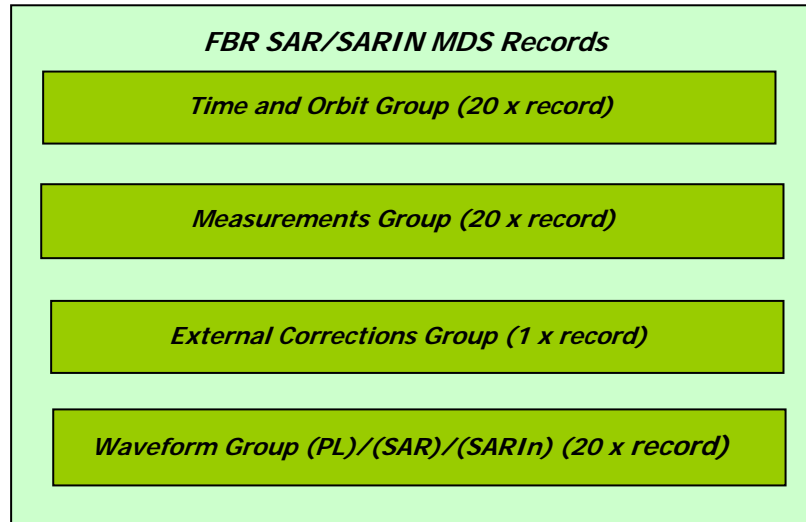 FBR SAR/SARIN MDS Records
Time and Orbit Group (20 x record)
Measurements Group (20 x record)
External Corrections Group (1 x record)
Waveform Group (PL)/(SAR)/(SARIn) (20 x record)